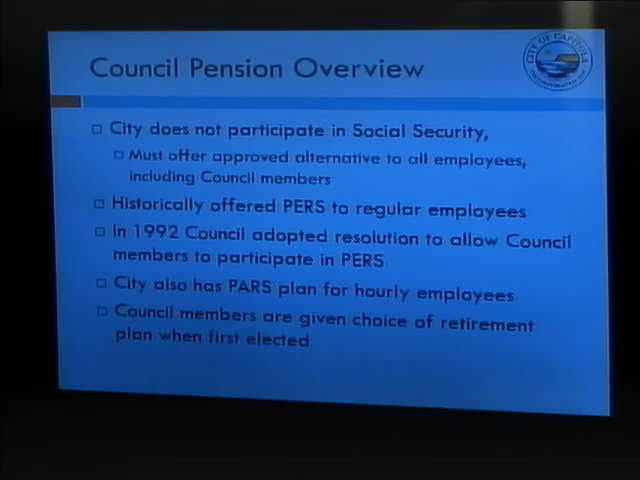 Council Pension Overview
CITY OF CAPITOLA
City does not participate in Social Security,
Must offer approved alternative to all employees,
including Council members
Historically offered PERS to regular employees
In 1992 Council adopted resolution to allow Council
members to participate in PERS
City also has PARS plan for hourly employees
Council members are given choice of retirement
plan when first elected